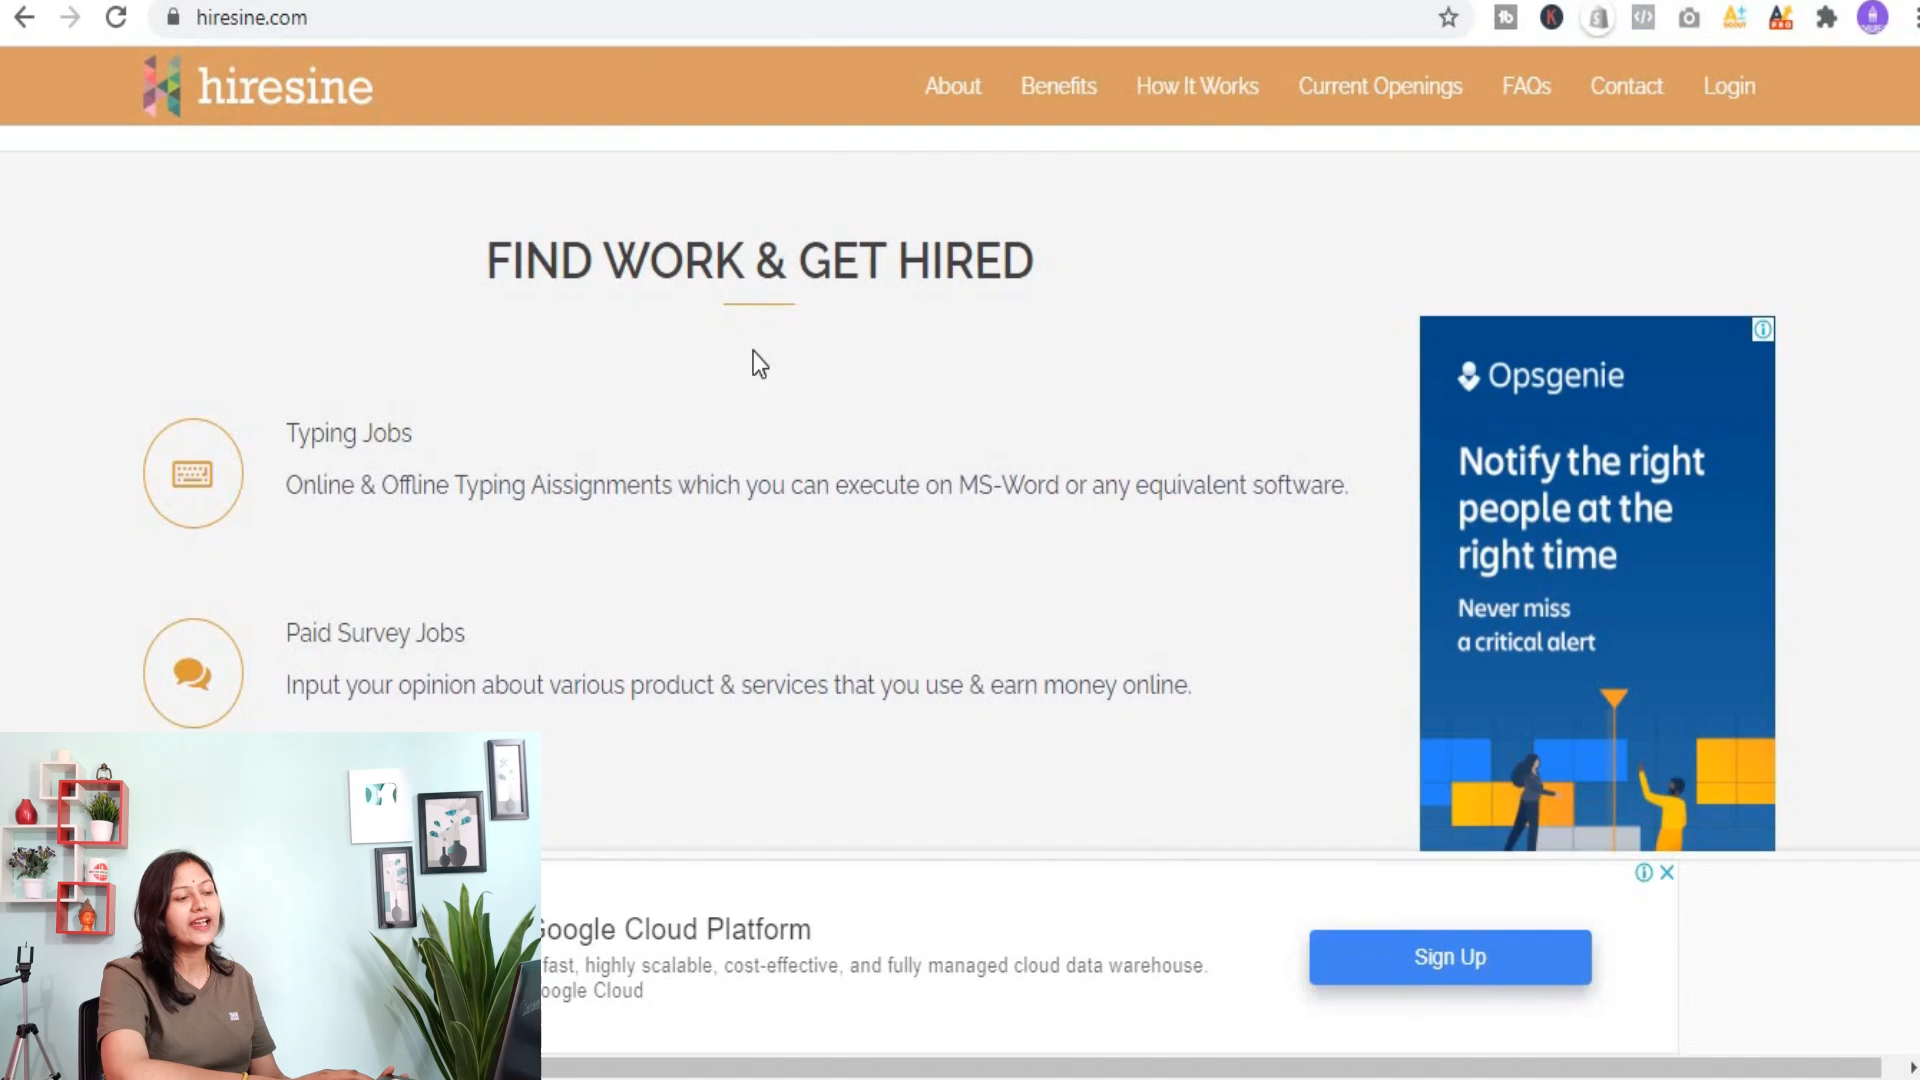 hiresine.com
hiresine
About Benefits How It Works Current Openings FAQs Contact Login
FIND WORK & GET HIRED
Typing Jobs
Online & Offline Typing Aissignments which you can execute on MS-Word or any equivalent software.
Paid Survey Jobs
Input your opinion about various product & services that you use & earn money online.
Opsgenie
Notify the right
people at the
right time
Never miss
a critical alert
Google Cloud Platform
fast, highly scalable, cost-effective, and fully managed cloud data warehouse.
Google Cloud
Sign Up